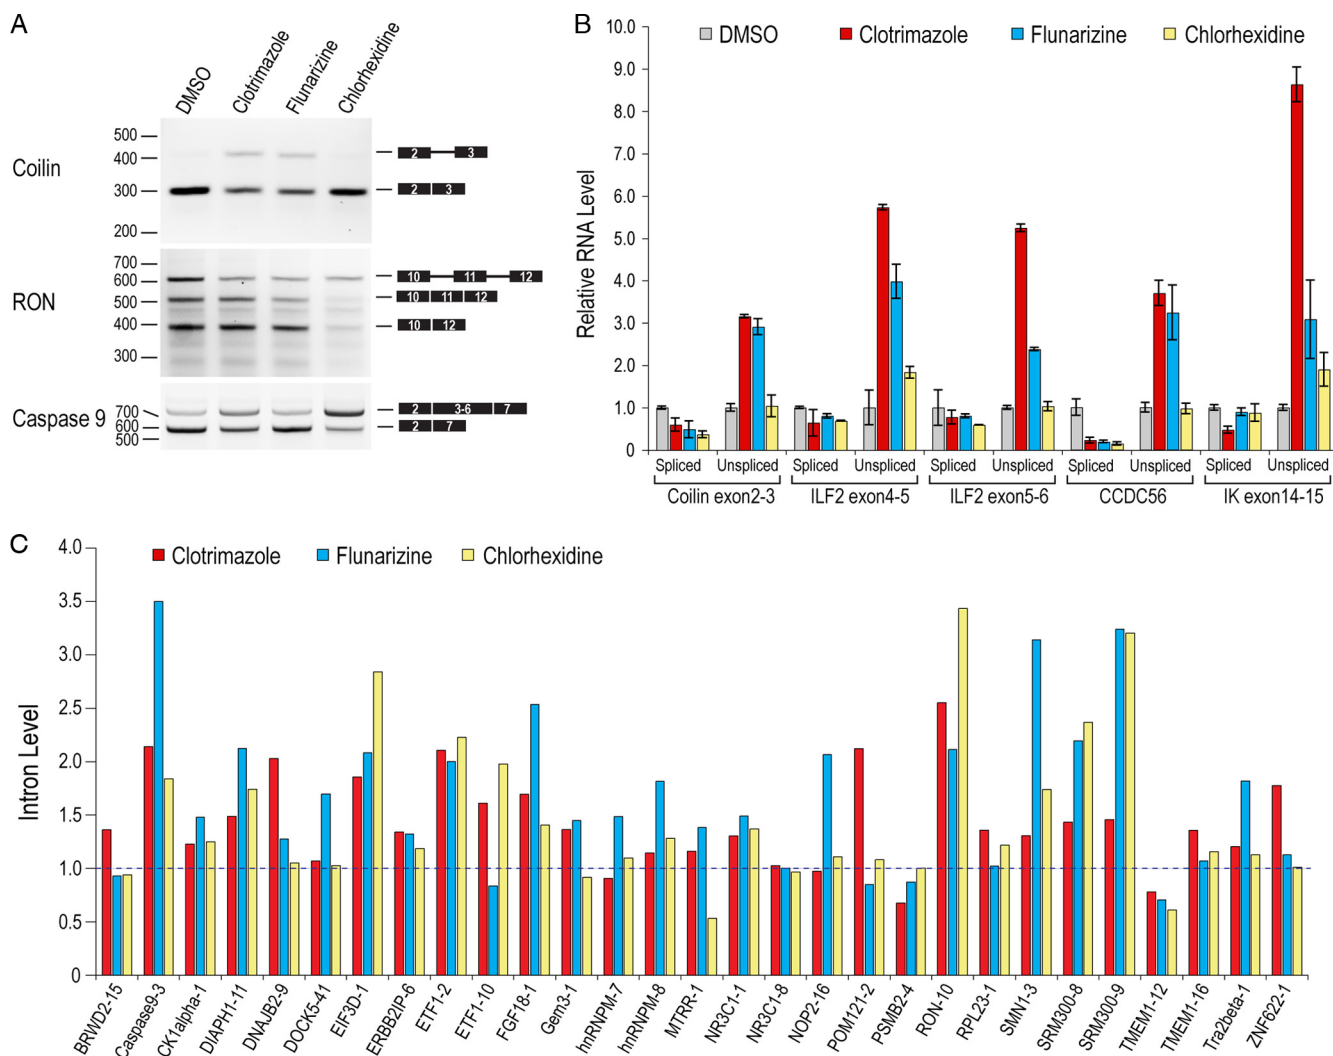 A
DMSO
Clotrimazole
Flunarizine
Chlorhexidine
Coilin
500
400
300
200
2 3
2 3
RON
700
600
500
400
300
10 11 12
10 11 12
10 12
Caspase 9
700
600
500
2 3-6 7
2 7
B
DMSO Clotrimazole Flunarizine Chlorhexidine
Relative RNA Level
10.0
9.0
8.0
7.0
6.0
5.0
4.0
3.0
2.0
1.0
0
Spliced Unspliced Spliced Unspliced Spliced Unspliced Spliced Unspliced Spliced Unspliced
Coilin exon2-3 ILF2 exon4-5 ILF2 exon5-6 CCDC56 IK exon14-15
C
Clotrimazole Flunarizine Chlorhexidine
Intron Level
4.0
3.5
3.0
2.5
2.0
1.5
1.0
0.5
0
BRWD2-15
Caspase9-3
CK1alpha-1
DIAPH1-11
DNAJB2-9
DOCK5-41
EIF3D-1
ERBB2IP-6
ETF1-2
ETF1-10
FGF18-1
Gem3-1
hnRNPM-7
hnRNPM-8
MTRR-1
NR3C1-1
NR3C1-8
NOP2-16
POM121-2
PSMB2-4
RON-10
RPL23-1
SMN1-3
SRM300-8
SRM300-9
TMEM1-12
TMEM1-16
Tra2beta-1
ZNF622-1